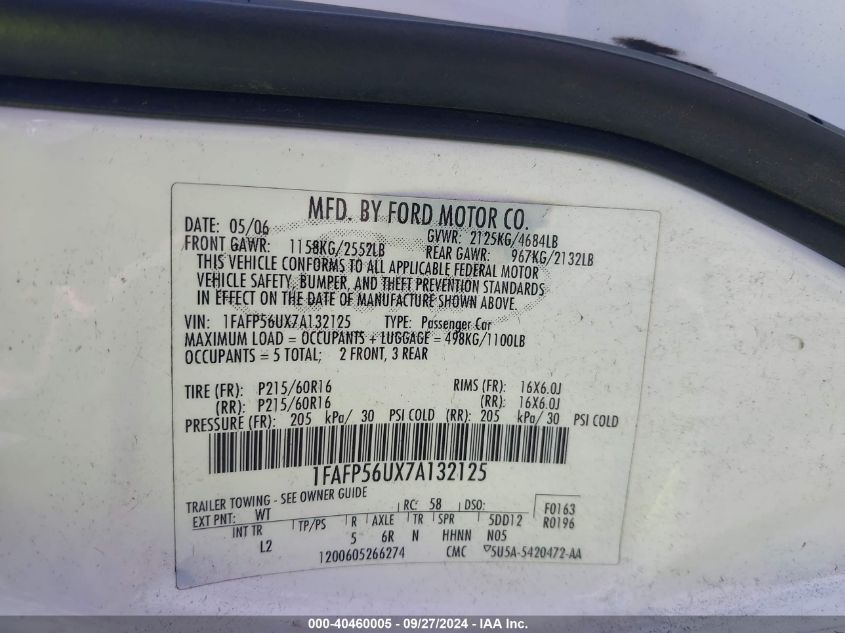 MFD. BY FORD MOTOR CO.
DATE: 05/06 GVWR: 2125KG/4684LB
FRONT GAWR: 1158KG/2552LB REAR GAWR: 967KG/2132LB
THIS VEHICLE CONFORMS TO ALL APPLICABLE FEDERAL MOTOR
VEHICLE SAFETY, BUMPER, AND THEFT PREVENTION STANDARDS
IN EFFECT ON THE DATE OF MANUFACTURE SHOWN ABOVE.
VIN: 1FAFP56UX7A132125 TYPE: Passenger Car
MAXIMUM LOAD = OCCUPANTS + LUGGAGE = 498KG/1100LB
OCCUPANTS = 5 TOTAL; 2 FRONT, 3 REAR
TIRE (FR): P215/60R16 RIMS (FR): 16X6.0J
(RR): P215/60R16 (RR): 16X6.0J
PRESSURE (FR): 205 kPa/ 30 PSI COLD (RR): 205 kPa/ 30 PSI COLD
1FAFP56UX7A132125
TRAILER TOWING - SEE OWNER GUIDE
RC: 58 DSO: F0163
EXT PNT: WT R0196
INT TR TP/PS R AXLE TR SPR 5DD12
L2 5 6R N HHNN N05
1200605266274 CMC 5U5A-5420472-AA
000-40460005 - 09/27/2024 - IAA Inc.